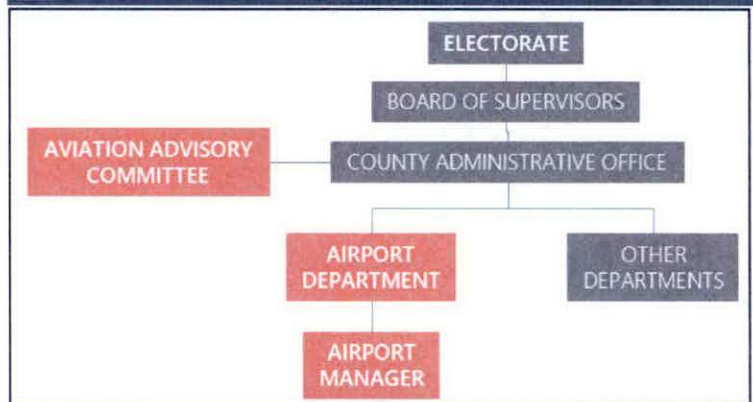 ELECTORATE
BOARD OF SUPERVISORS
AVIATION ADVISORY
COMMITTEE
COUNTY ADMINISTRATIVE OFFICE
AIRPORT
DEPARTMENT
OTHER
DEPARTMENTS
AIRPORT
MANAGER